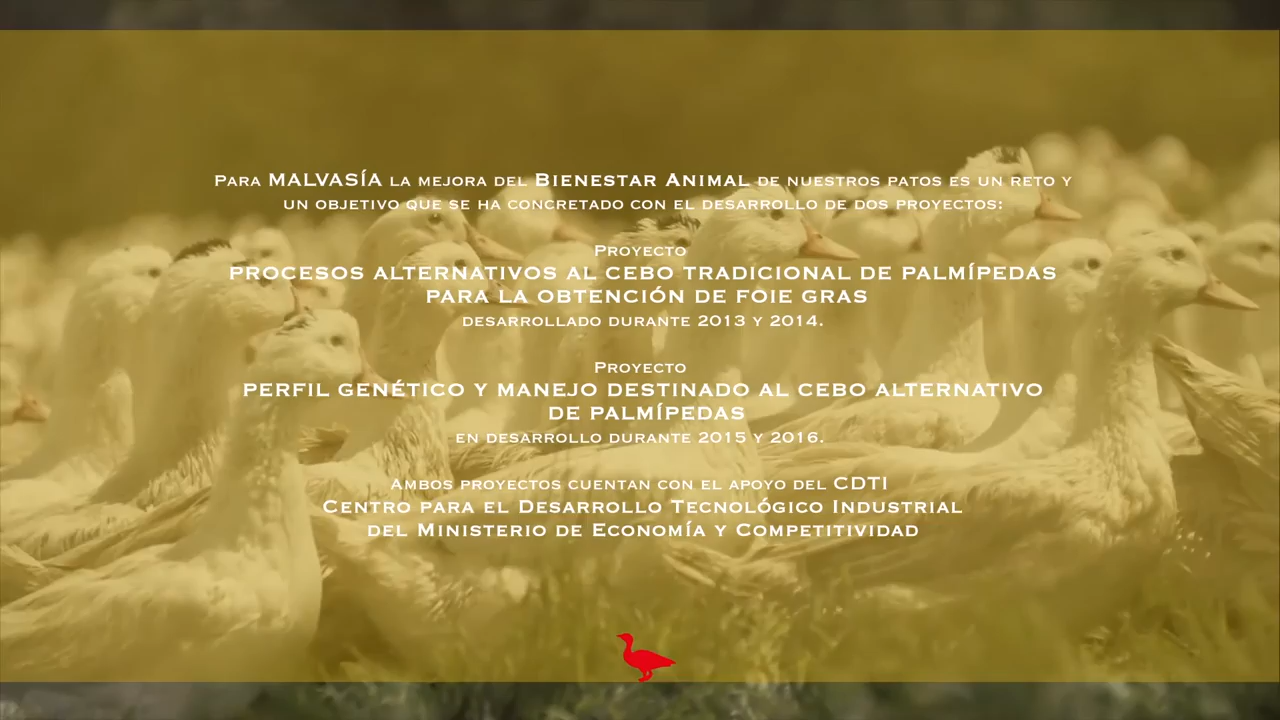 Para MALVASÍA la mejora del Bienestar Animal de nuestros patos es un reto y
un objetivo que se ha concretado con el desarrollo de dos proyectos:
Proyecto
PROCESOS ALTERNATIVOS AL CEBO TRADICIONAL DE PALMÍPEDAS
PARA LA OBTENCIÓN DE FOIE GRAS
desarrollado durante 2013 y 2014.
Proyecto
PERFIL GENÉTICO Y MANEJO DESTINADO AL CEBO ALTERNATIVO
DE PALMÍPEDAS
en desarrollo durante 2015 y 2016.
Ambos proyectos cuentan con el apoyo del CDTI
Centro para el Desarrollo Tecnológico Industrial
del Ministerio de Economía y Competitividad